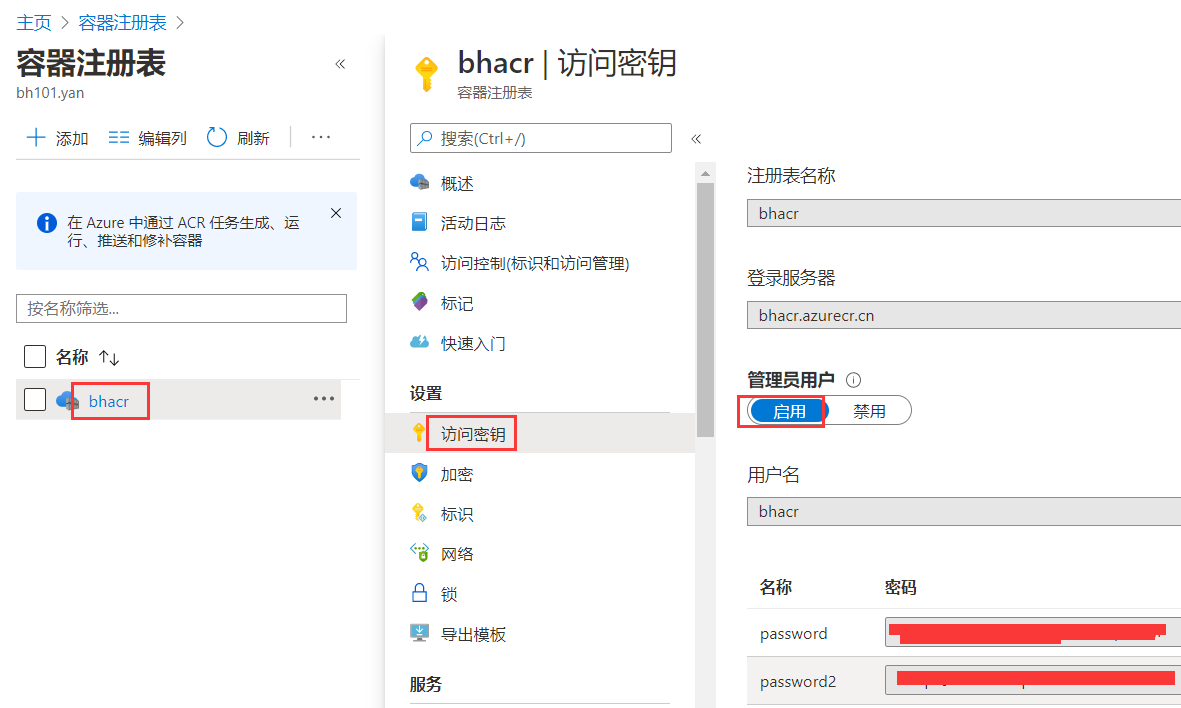 主页 > 容器注册表 >
容器注册表
bh101.yan
添加 编辑列 刷新
在 Azure 中通过 ACR 任务生成、运
行、推送和修补容器
按名称筛选...
名称
bhacr
bhacr | 访问密钥
容器注册表
搜索(Ctrl+/)
概述
活动日志
访问控制(标识和访问管理)
标记
快速入门
设置
访问密钥
加密
标识
网络
锁
导出模板
服务
注册表名称
bhacr
登录服务器
bhacr.azurecr.cn
管理员用户
启用 禁用
用户名
bhacr
名称 密码
password
password2